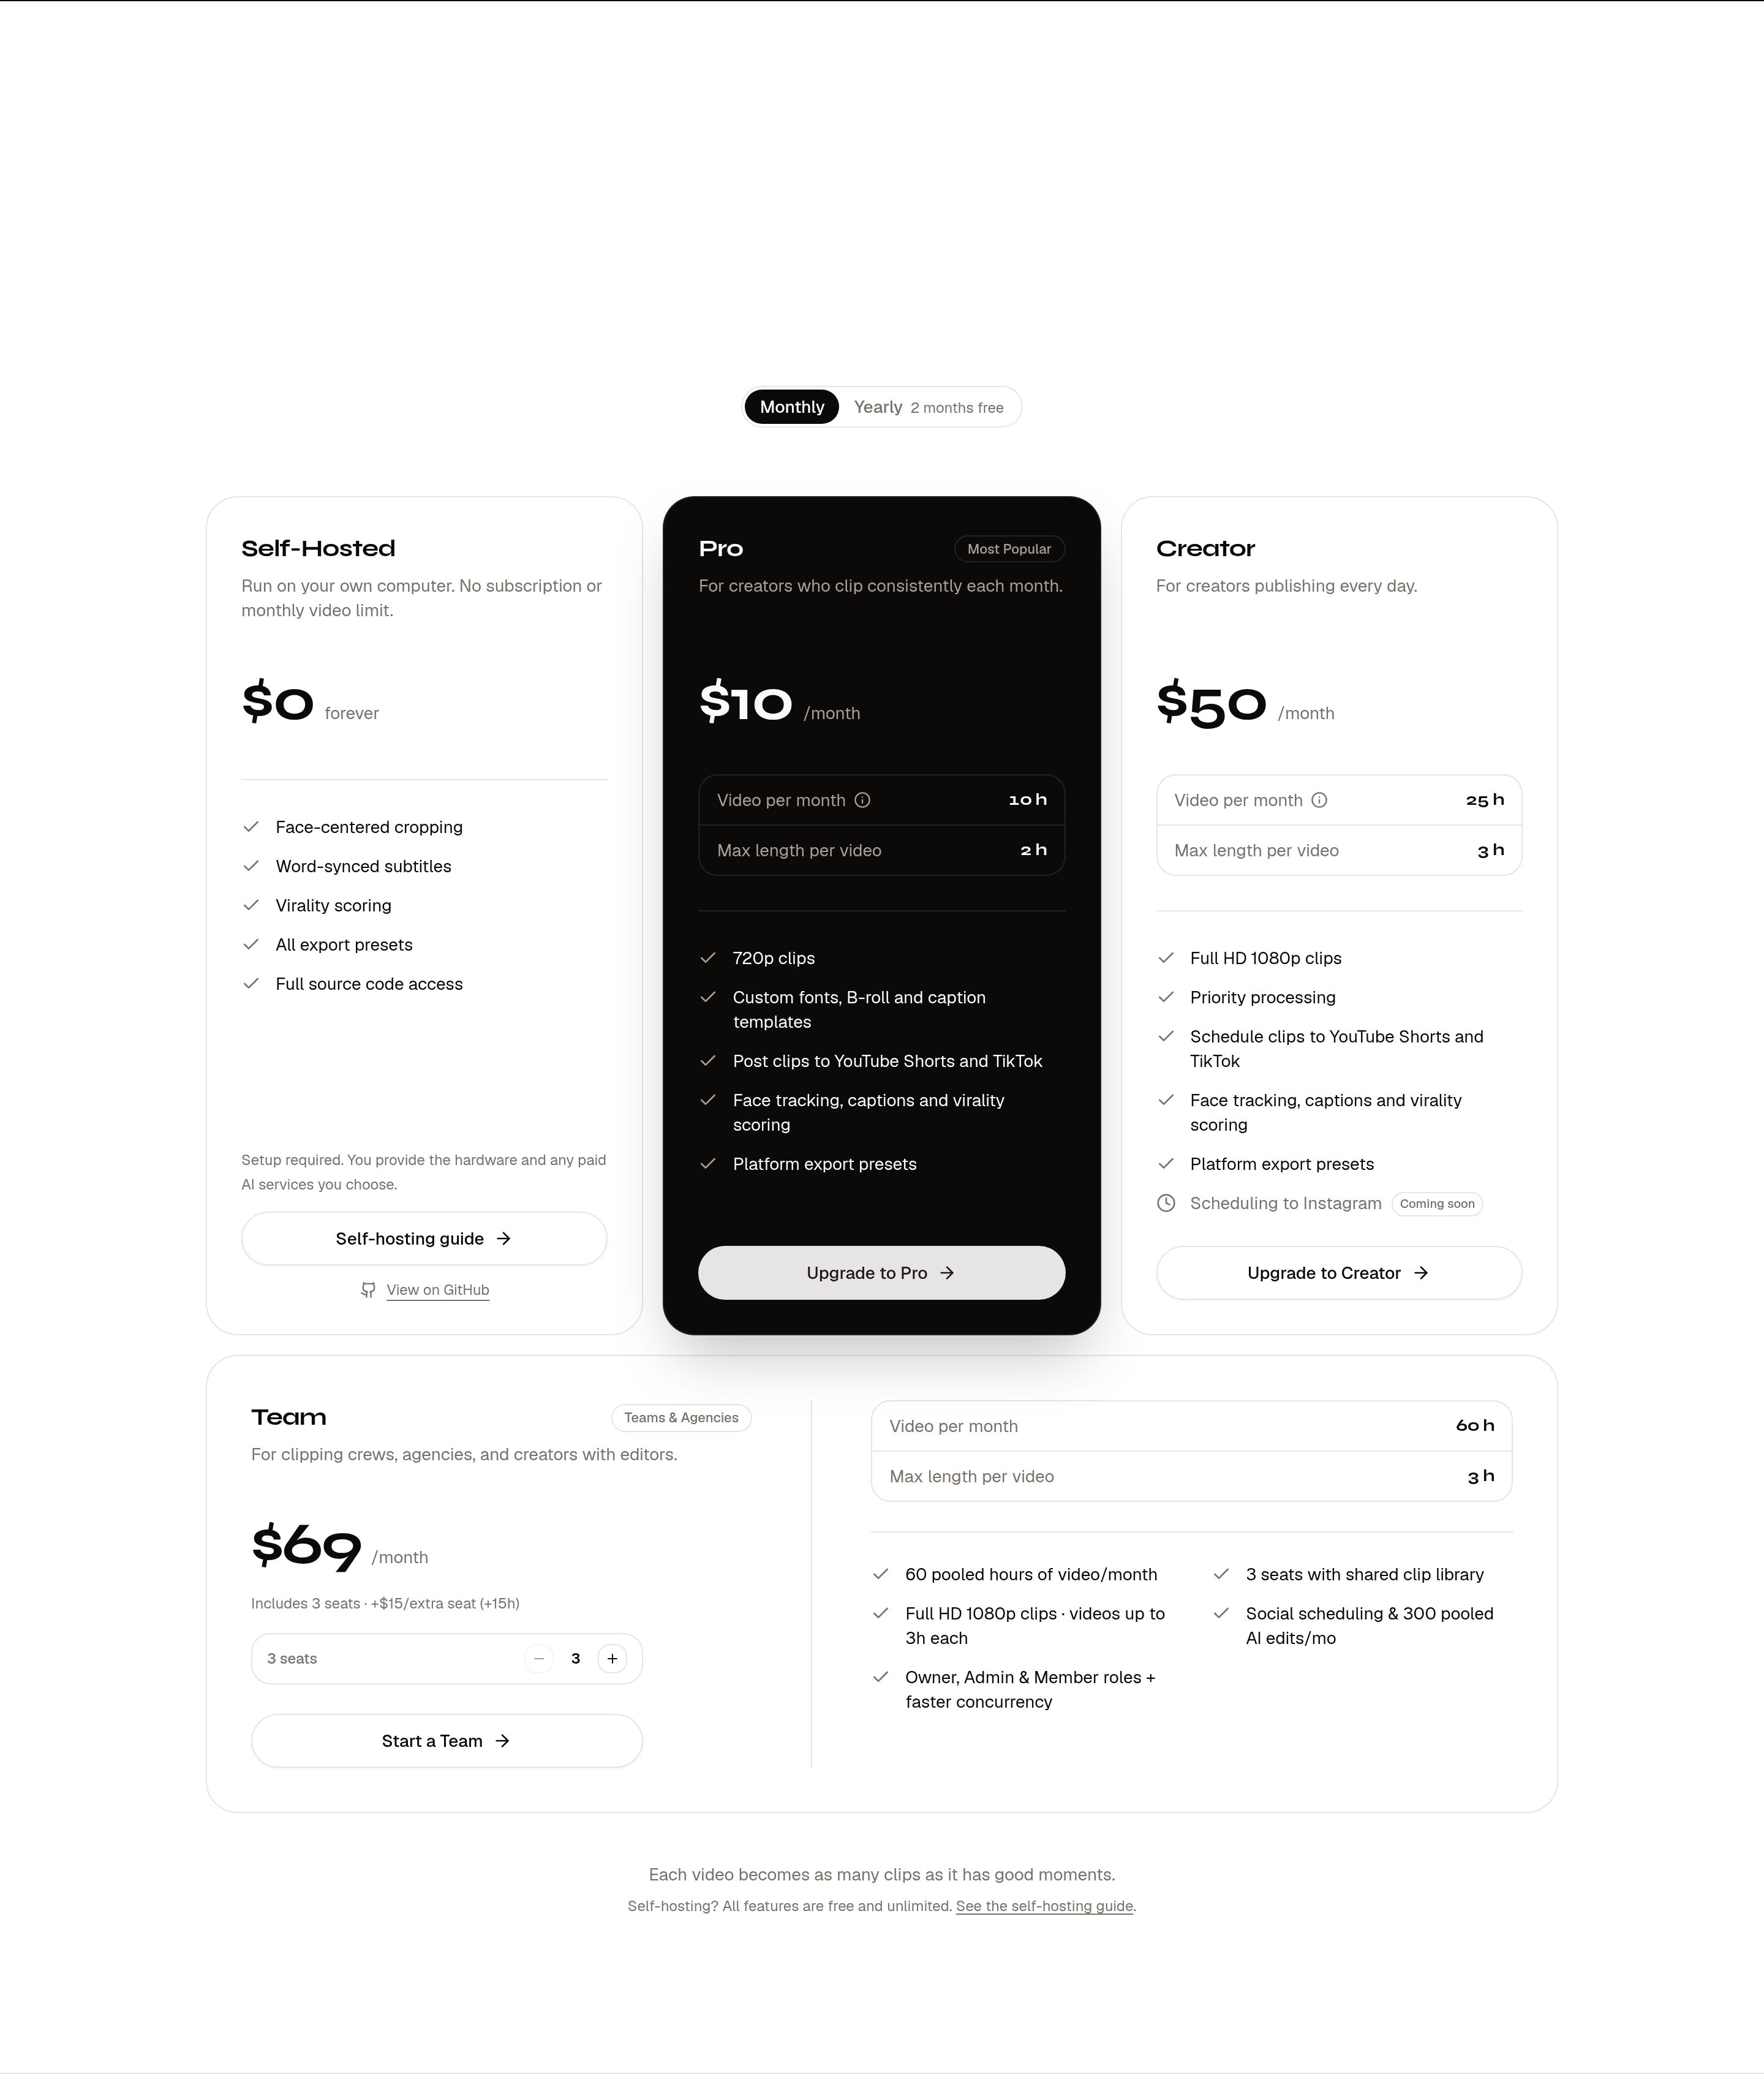 Monthly Yearly 2 months free
Self-Hosted
Run on your own computer. No subscription or
monthly video limit.
$0 forever
Face-centered cropping
Word-synced subtitles
Virality scoring
All export presets
Full source code access
Setup required. You provide the hardware and any paid
AI services you choose.
Self-hosting guide →
View on GitHub
Pro Most Popular
For creators who clip consistently each month.
$10 /month
Video per month 10 h
Max length per video 2 h
720p clips
Custom fonts, B-roll and caption
templates
Post clips to YouTube Shorts and TikTok
Face tracking, captions and virality
scoring
Platform export presets
Upgrade to Pro →
Creator
For creators publishing every day.
$50 /month
Video per month 25 h
Max length per video 3 h
Full HD 1080p clips
Priority processing
Schedule clips to YouTube Shorts and
TikTok
Face tracking, captions and virality
scoring
Platform export presets
Scheduling to Instagram Coming soon
Upgrade to Creator →
Team Teams & Agencies
For clipping crews, agencies, and creators with editors.
$69 /month
Includes 3 seats · +$15/extra seat (+15h)
3 seats − 3 +
Start a Team →
Video per month 60 h
Max length per video 3 h
60 pooled hours of video/month
3 seats with shared clip library
Full HD 1080p clips · videos up to
3h each
Social scheduling & 300 pooled
AI edits/mo
Owner, Admin & Member roles +
faster concurrency
Each video becomes as many clips as it has good moments.
Self-hosting? All features are free and unlimited. See the self-hosting guide.